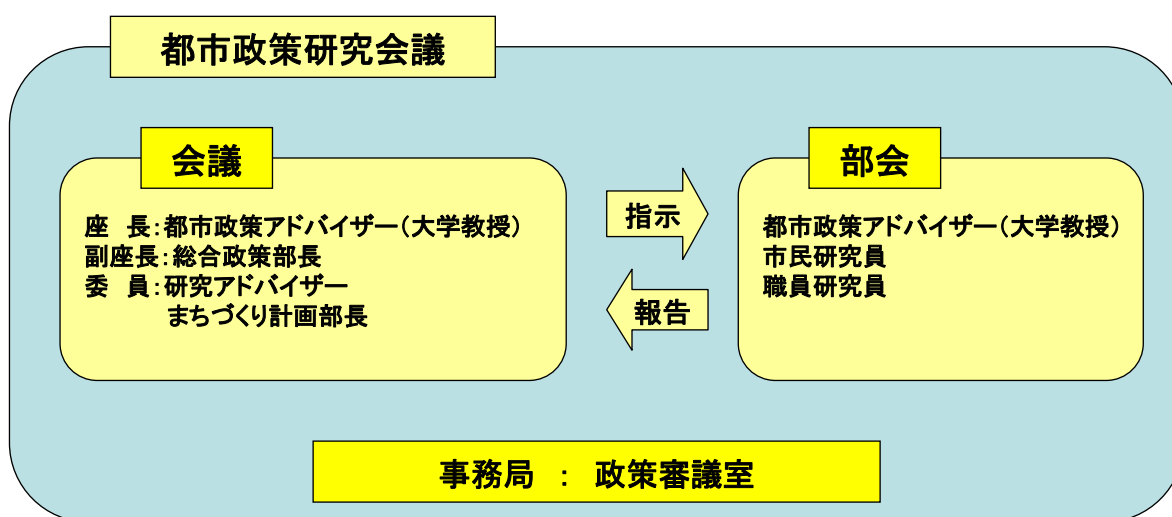 都市政策研究会議
会議
座　長：都市政策アドバイザー（大学教授）
副座長：総合政策部長
委　員：研究アドバイザー
まちづくり計画部長
指示
報告
部会
都市政策アドバイザー（大学教授）
市民研究員
職員研究員
事務局　：　政策審議室